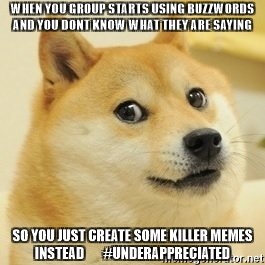 WHEN YOU GROUP STARTS USING BUZZWORDS
AND YOU DONT KNOW WHAT THEY ARE SAYING
SO YOU JUST CREATE SOME KILLER MEMES
INSTEAD #UNDERAPPRECIATED